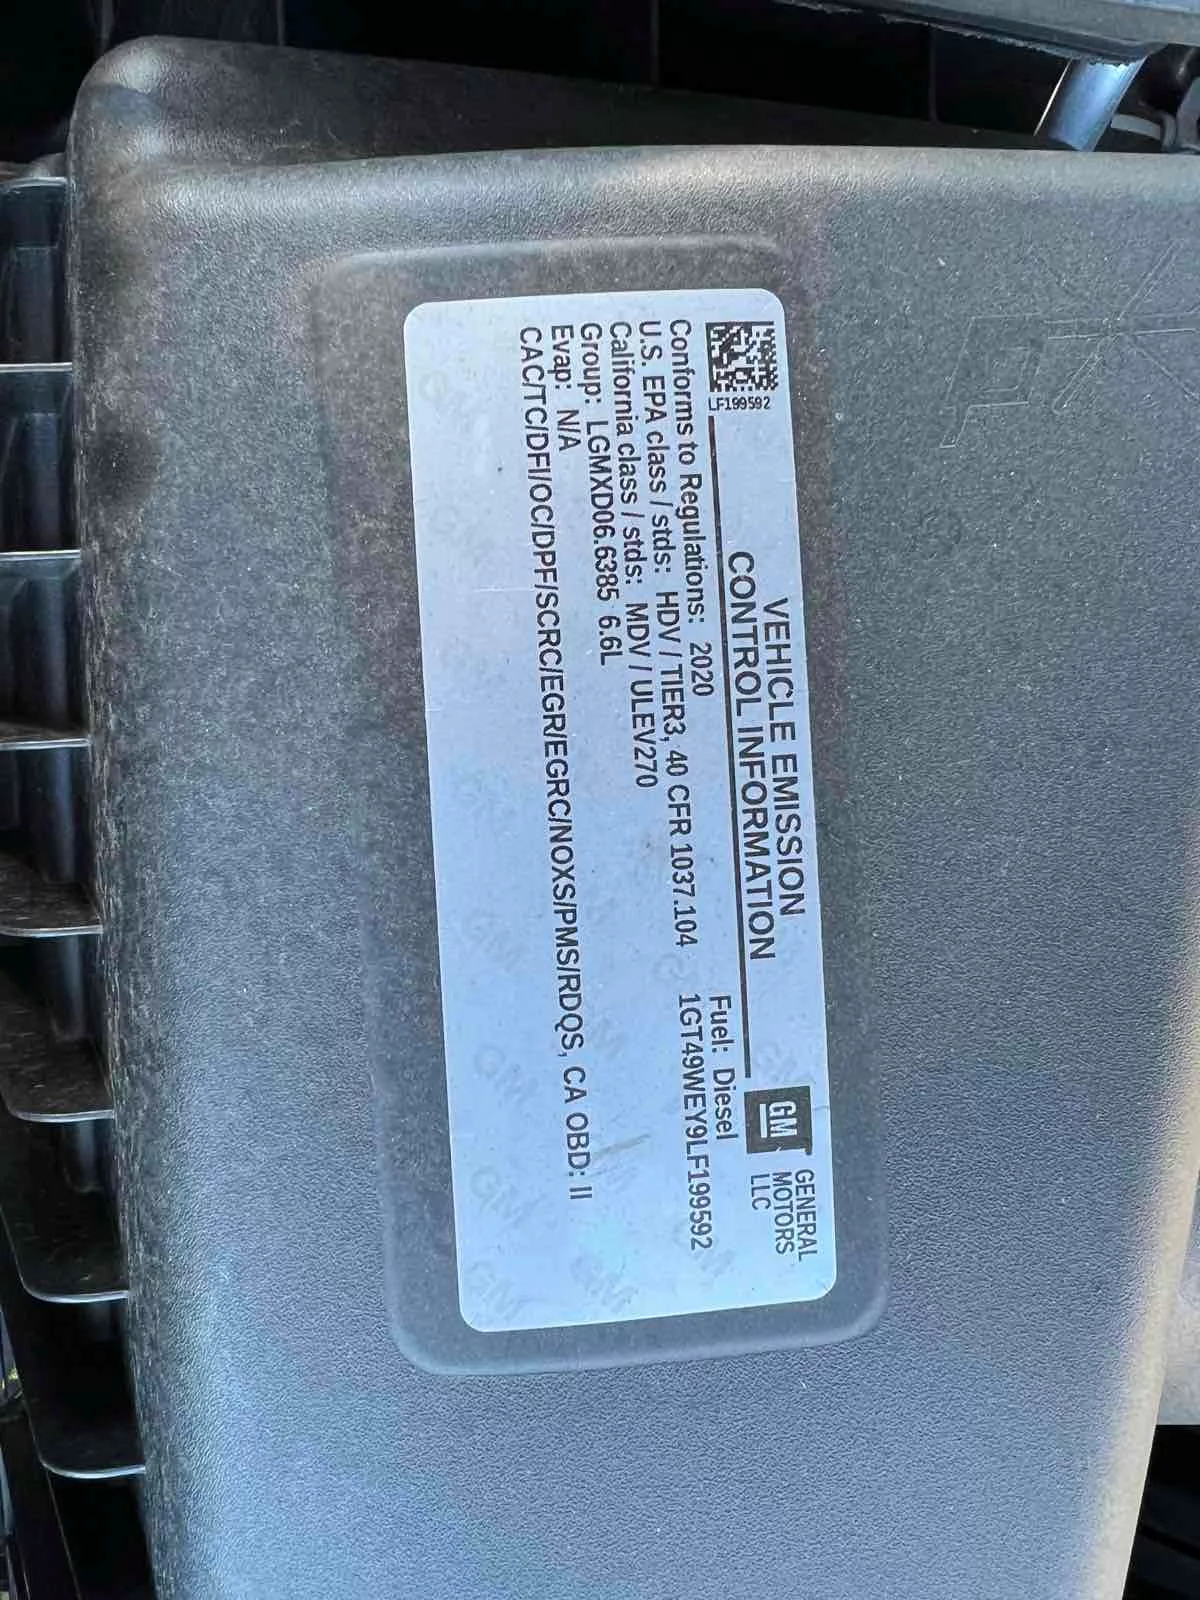 LF199592
VEHICLE EMISSION
CONTROL INFORMATION
GM
GENERAL
MOTORS
LLC
Conforms to Regulations: 2020
Fuel: Diesel
U.S. EPA class / stds: HDV / TIER3, 40 CFR 1037.104
1GT49WEY9LF199592
California class / stds: MDV / ULEV270
Group: LGMXD06.6385 6.6L
Evap: N/A
CAC/TC/DFI/OC/DPF/SCRC/EGR/EGRC/NOXS/PMS/RDQS, CA OBD: II